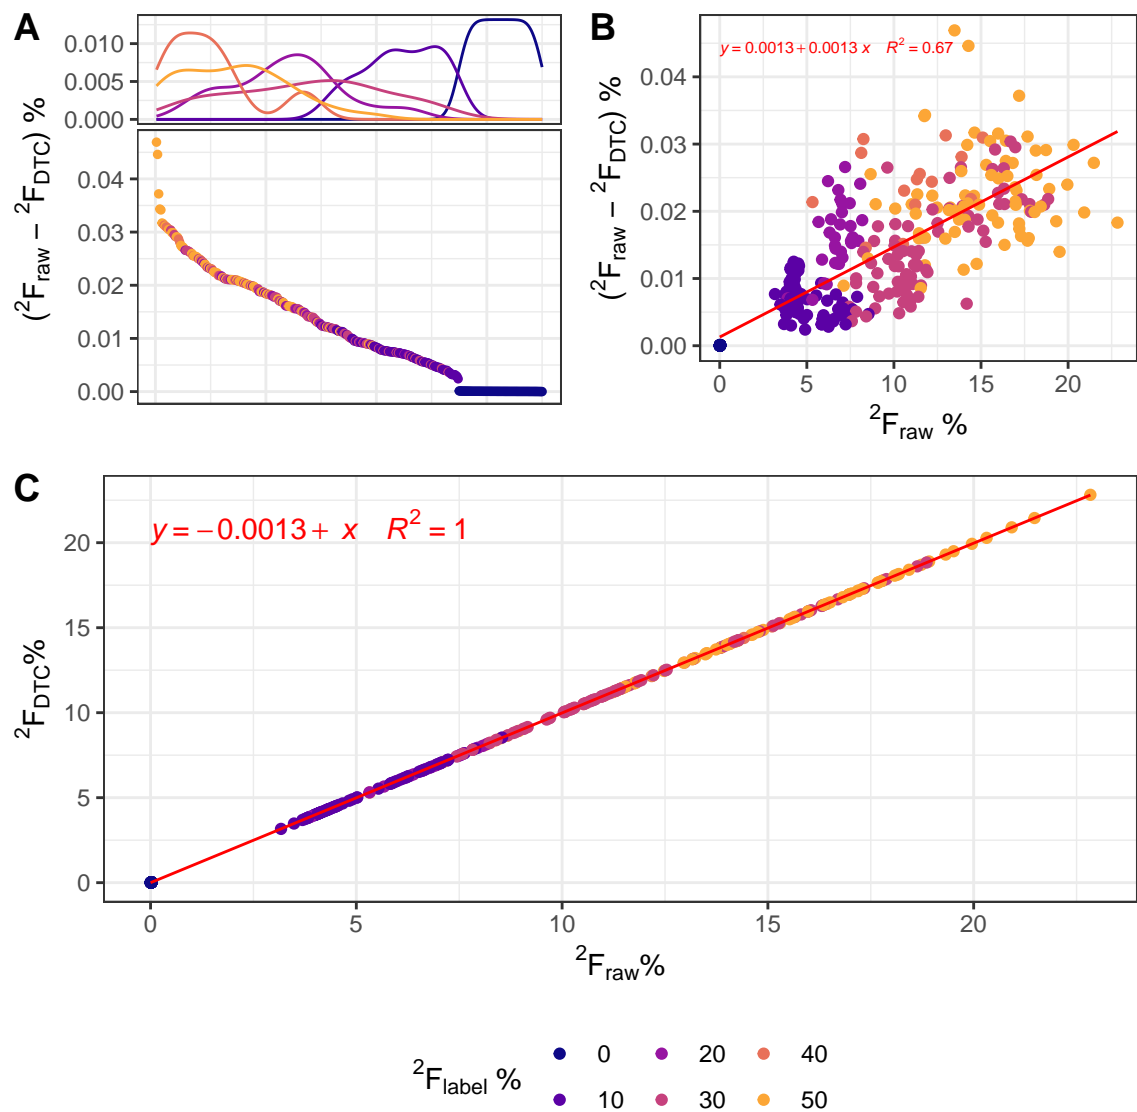 A
0.010
0.005
0.000
(²F_raw − ²F_DTC) %
0.04
0.03
0.02
0.01
0.00
B
y = 0.0013 + 0.0013 x R² = 0.67
(²F_raw − ²F_DTC) %
0.04
0.03
0.02
0.01
0.00
0 5 10 15 20
²F_raw %
C
y = −0.0013 + x R² = 1
²F_DTC%
20
15
10
5
0
0 5 10 15 20
²F_raw%
²F_label %
0 20 40
10 30 50